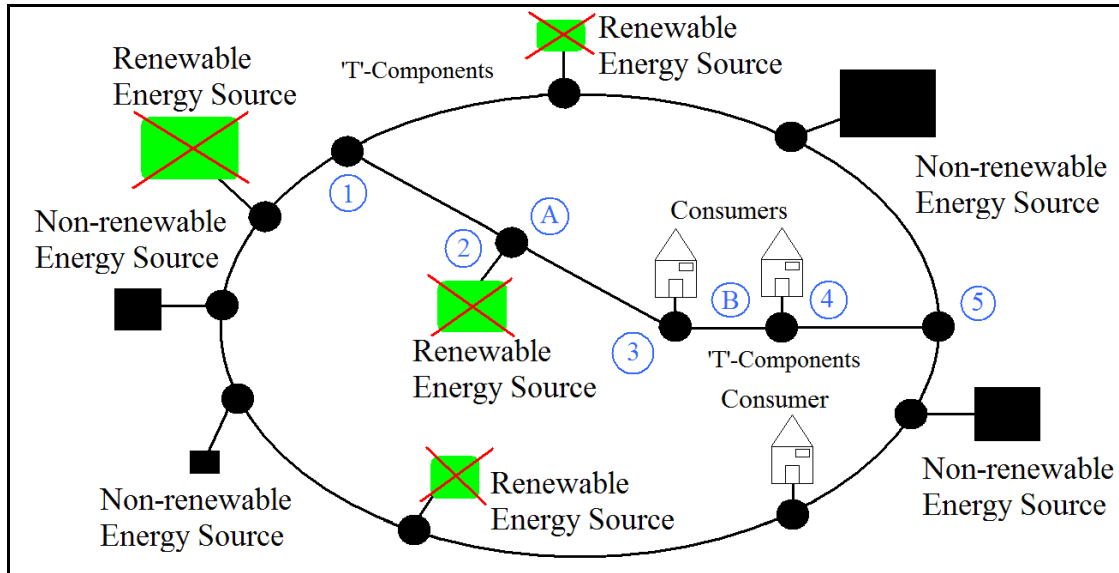 Renewable
Energy Source
'T'-Components
Renewable
Energy Source
1
Non-renewable
Energy Source
Non-renewable
Energy Source
A
2
Consumers
B
4
5
3
Renewable
Energy Source
'T'-Components
Consumer
Non-renewable
Energy Source
Renewable
Energy Source
Non-renewable
Energy Source